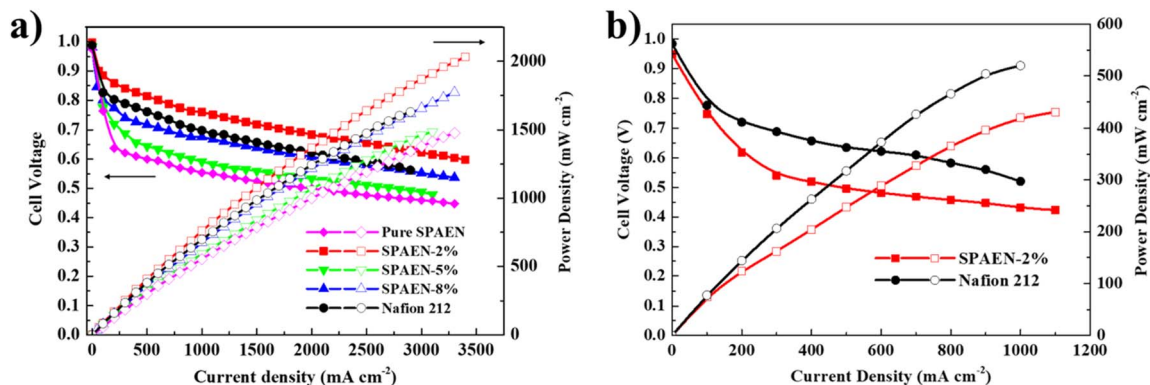 a)
Cell Voltage
1.0
0.9
0.8
0.7
0.6
0.5
0.4
0.3
0.2
0.1
0.0
Pure SPAEN
SPAEN-2%
SPAEN-5%
SPAEN-8%
Nafion 212
2000
1500
1000
500
0
Power density (mW cm-2)
0 500 1000 1500 2000 2500 3000 3500
Current density (mA cm-2)
b)
Cell Voltage (V)
1.0
0.9
0.8
0.7
0.6
0.5
0.4
0.3
0.2
0.1
0.0
SPAEN-2%
Nafion 212
600
500
400
300
200
100
0
Power Density (mW cm-2)
0 200 400 600 800 1000 1200
Current Density (mA cm-2)